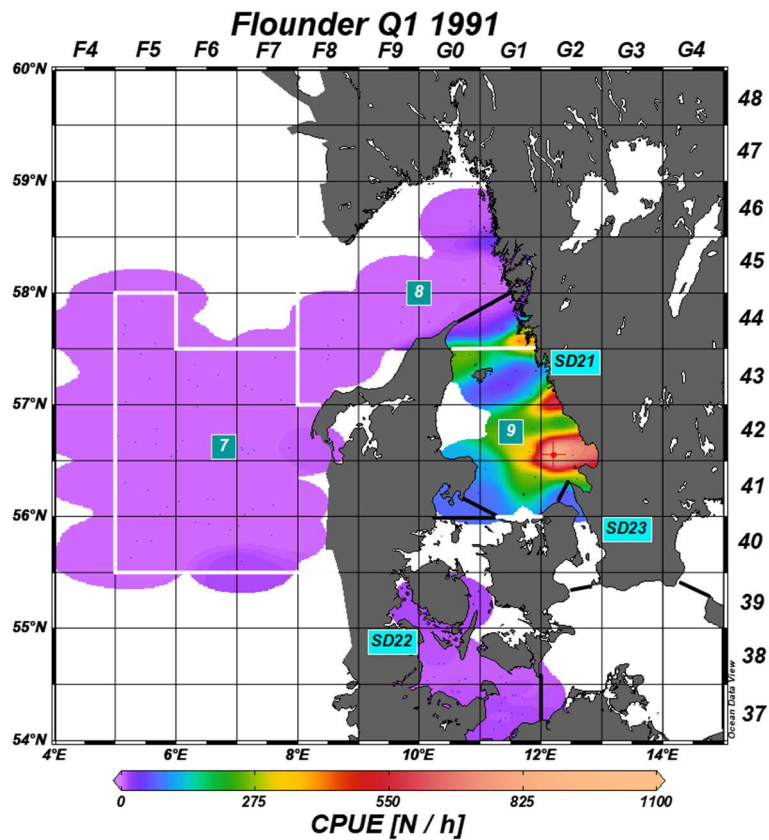 Flounder Q1 1991
F4 F5 F6 F7 F8 F9 G0 G1 G2 G3 G4
60°N
48
47
59°N
46
45
58°N
8
44
SD21
43
57°N
9
42
7
41
56°N
SD23
40
39
55°N
SD22
38
37
54°N
Ocean Data View
4°E 6°E 8°E 10°E 12°E 14°E
0 275 550 825 1100
CPUE [N / h]